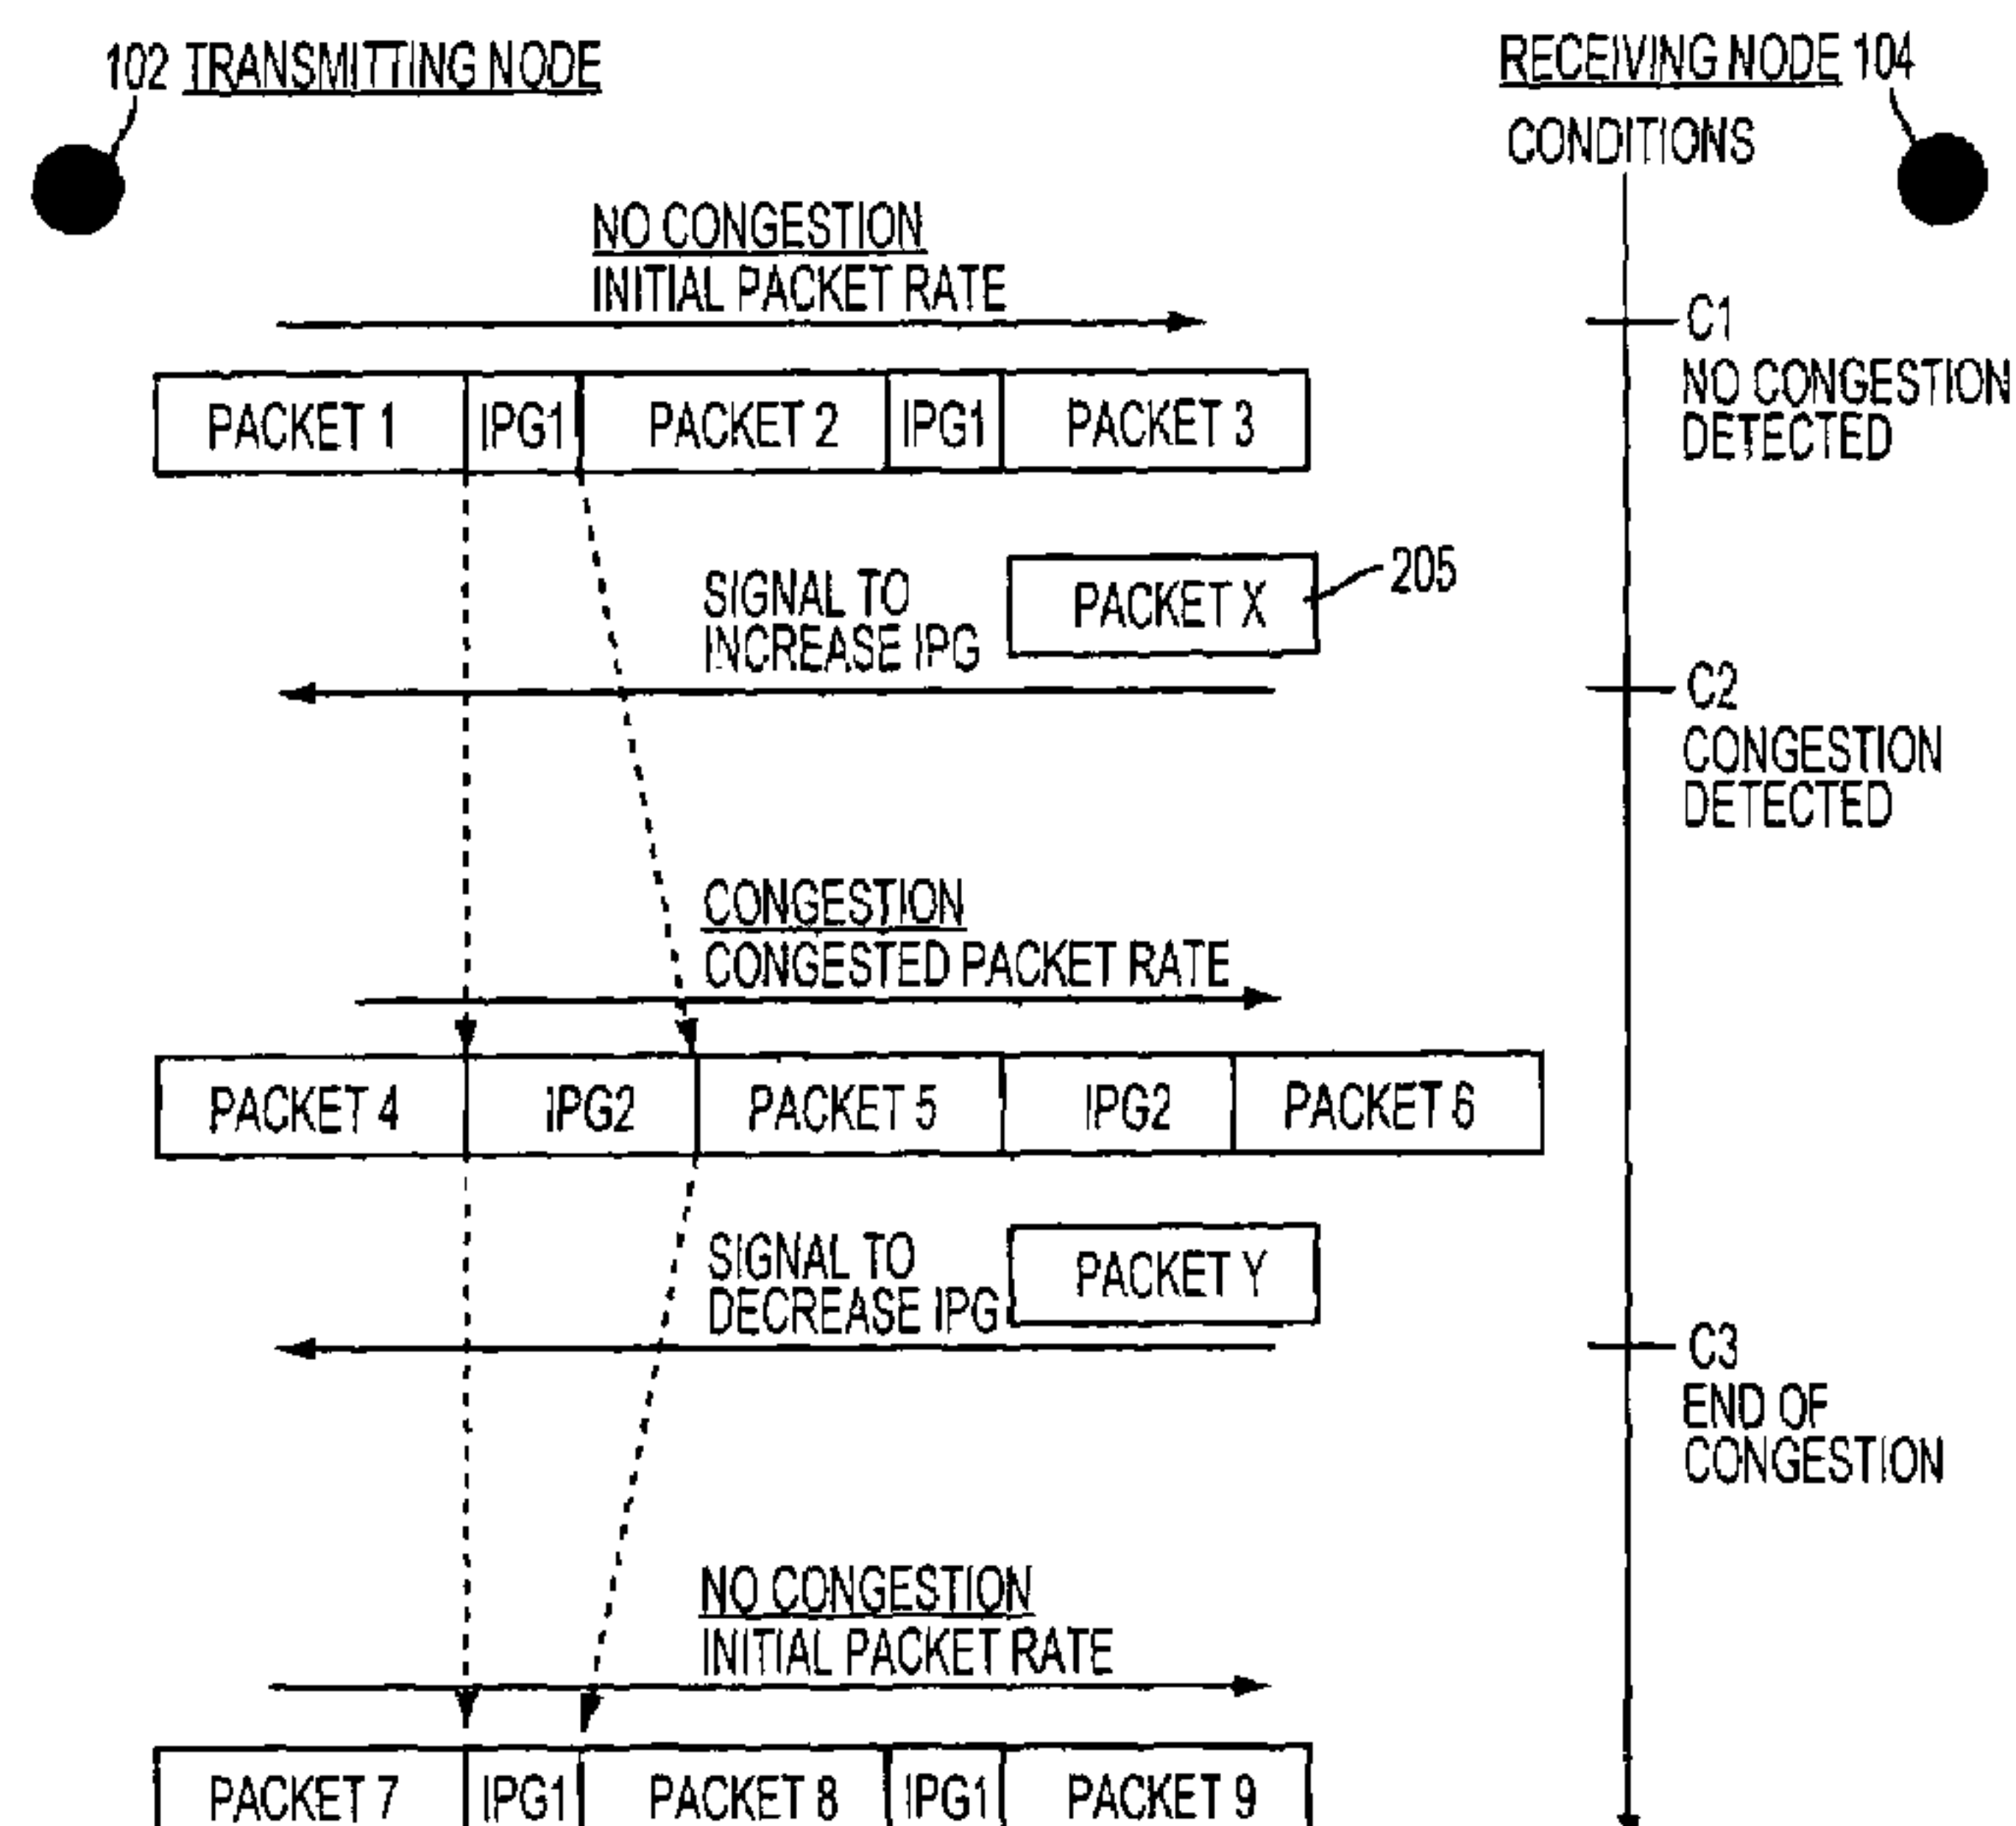 102 TRANSMITTING NODE
RECEIVING NODE 104
CONDITIONS
NO CONGESTION
INITIAL PACKET RATE
C1
NO CONGESTION
DETECTED
PACKET 1 IPG1 PACKET 2 IPG1 PACKET 3
SIGNAL TO
INCREASE IPG
PACKET X
205
C2
CONGESTION
DETECTED
CONGESTION
CONGESTED PACKET RATE
PACKET 4 IPG2 PACKET 5 IPG2 PACKET 6
SIGNAL TO
DECREASE IPG
PACKET Y
C3
END OF
CONGESTION
NO CONGESTION
INITIAL PACKET RATE
PACKET 7 IPG1 PACKET 8 IPG1 PACKET 9